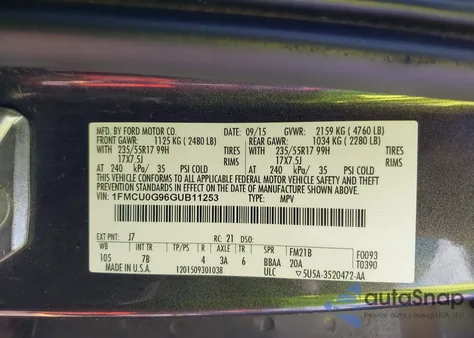 MFD. BY FORD MOTOR CO. 09/15 GVWR: 2159 KG ( 4760 LB)
FRONT GAWR: 1125 KG ( 2480 LB) REAR GAWR: 1034 KG ( 2280 LB)
WITH 235/55R17 99H TIRES WITH 235/55R17 99H TIRES
17X7.5J RIMS 17X7.5J RIMS
AT 240 kPa/ 35 PSI COLD AT 240 kPa/ 35 PSI COLD
THIS VEHICLE CONFORMS TO ALL APPLICABLE FEDERAL MOTOR
VEHICLE SAFETY AND THEFT PREVENTION STANDARDS IN EFFECT
ON THE DATE OF MANUFACTURE SHOWN ABOVE.
VIN: 1FMCU0G96GUB11253 TYPE: MPV
EXT PNT: J7 RC: 21 DSO:
WB INT TR TP/PS R AXLE TR SPR FM21B F0093
105 7B 4 3A 6 BBAA 20A T0390
MADE IN U.S.A. 1201509301038 ULC 5U5A-3520472-AA
autoSnap